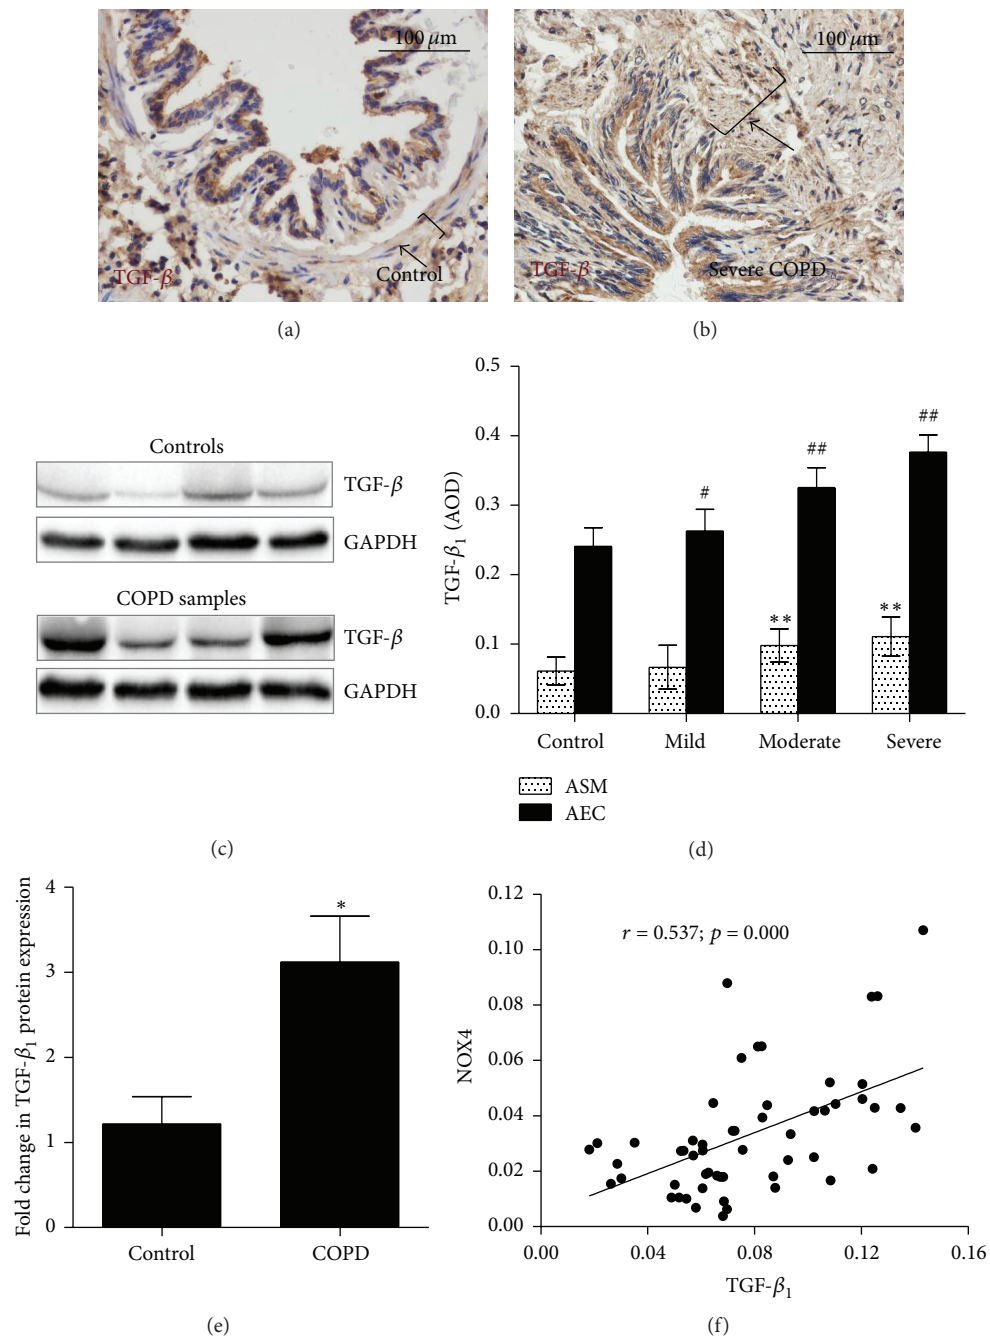 100 μm
TGF-β
Control
(a)
100 μm
TGF-β
Severe COPD
(b)
Controls
TGF-β
GAPDH
COPD samples
TGF-β
GAPDH
(c)
TGF-β1 (AOD)
0.5
0.4
0.3
0.2
0.1
0.0
#
##
##
**
**
Control Mild Moderate Severe
ASM
AEC
(d)
Fold change in TGF-β1 protein expression
4
3
2
1
0
*
Control COPD
(e)
NOX4
0.12
0.10
0.08
0.06
0.04
0.02
0.00
r = 0.537; p = 0.000
0.00 0.04 0.08 0.12 0.16
TGF-β1
(f)